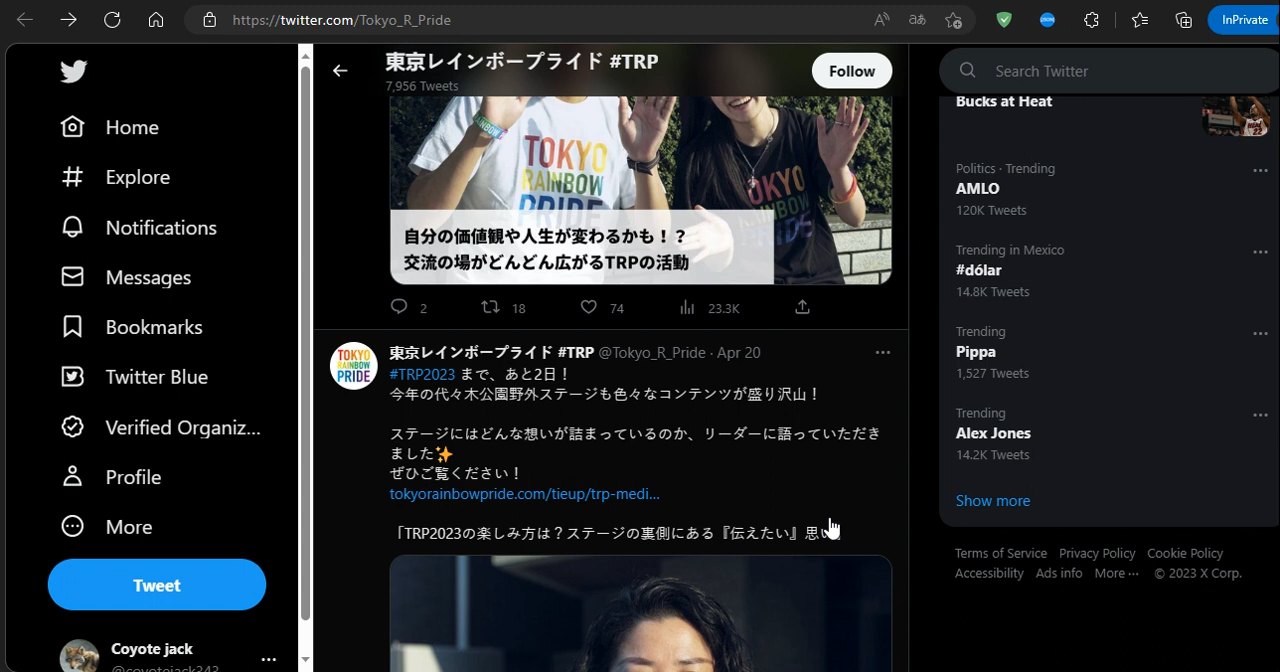 https://twitter.com/Tokyo_R_Pride
InPrivate
Home
Explore
Notifications
Messages
Bookmarks
Twitter Blue
Verified Organiz...
Profile
More
Tweet
Coyote jack
@coyotejack343
東京レインボープライド #TRP
7,956 Tweets
Follow
TOKYO
RAINBOW
PRIDE
自分の価値観や人生が変わるかも！？
交流の場がどんどん広がるTRPの活動
2 18 74 23.3K
TOKYO
RAINBOW
PRIDE
東京レインボープライド #TRP @Tokyo_R_Pride · Apr 20
#TRP2023 まで、あと2日！
今年の代々木公園野外ステージも色々なコンテンツが盛り沢山！
ステージにはどんな想いが詰まっているのか、リーダーに語っていただき
ました✨
ぜひご覧ください！
tokyorainbowpride.com/tieup/trp-medi...
「TRP2023の楽しみ方は？ステージの裏側にある『伝えたい』思い」
Search Twitter
Bucks at Heat
Politics · Trending
AMLO
120K Tweets
Trending in Mexico
#dólar
14.8K Tweets
Trending
Pippa
1,527 Tweets
Trending
Alex Jones
14.2K Tweets
Show more
Terms of Service Privacy Policy Cookie Policy
Accessibility Ads info More ··· © 2023 X Corp.